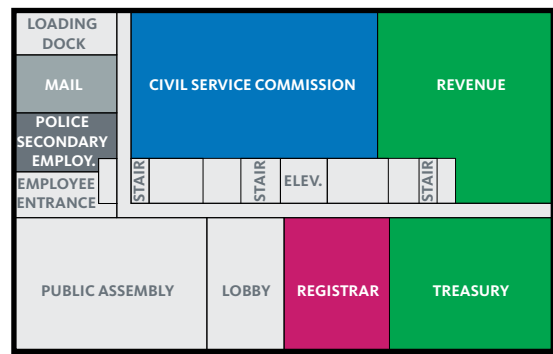 LOADING
DOCK
MAIL
CIVIL SERVICE COMMISSION
REVENUE
POLICE
SECONDARY
EMPLOY.
EMPLOYEE
ENTRANCE
STAIR
STAIR
ELEV.
STAIR
PUBLIC ASSEMBLY
LOBBY
REGISTRAR
TREASURY